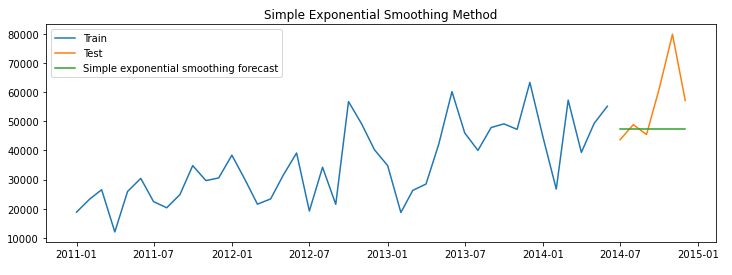 Simple Exponential Smoothing Method
Train
Test
Simple exponential smoothing forecast
80000
70000
60000
50000
40000
30000
20000
10000
2011-01 2011-07 2012-01 2012-07 2013-01 2013-07 2014-01 2014-07 2015-01